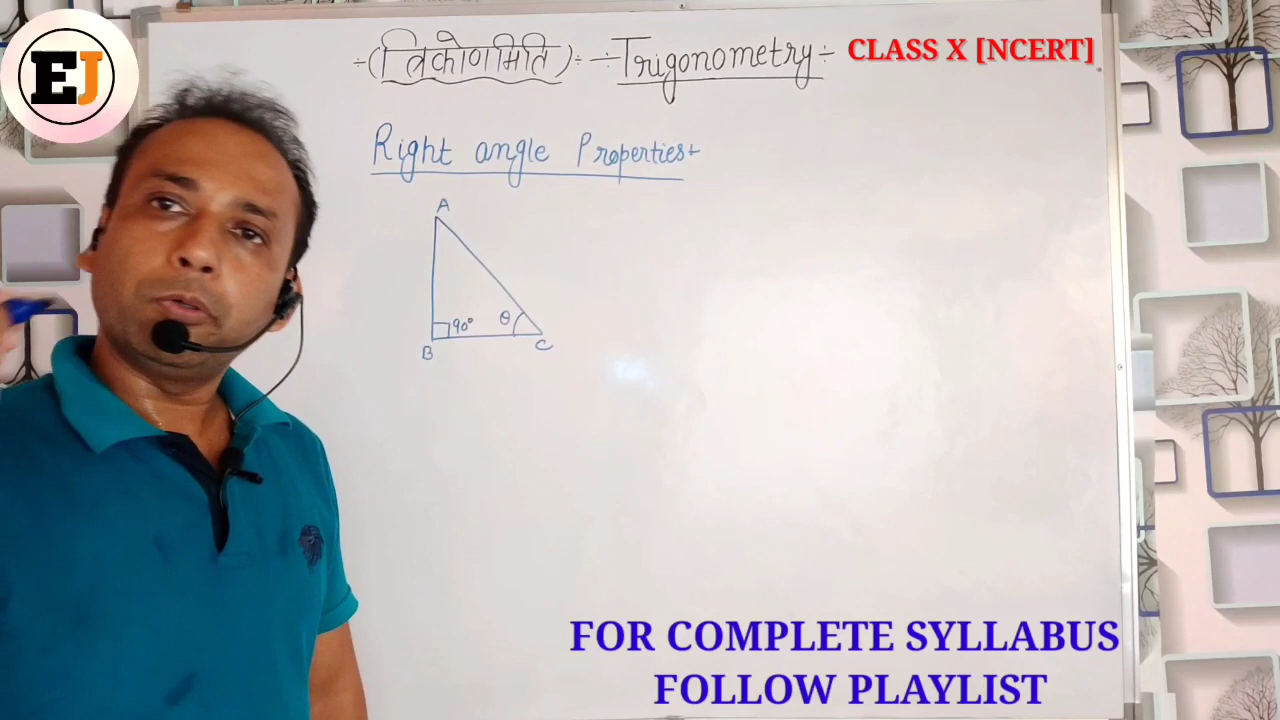 EJ
÷(त्रिकोणमिति)÷ ÷Trigonometry÷
CLASS X [NCERT]
Right angle Properties÷
A
90°
θ
B
C
FOR COMPLETE SYLLABUS
FOLLOW PLAYLIST